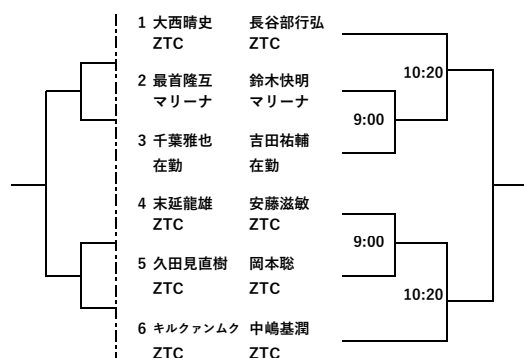 1 大西晴史 長谷部行弘
ZTC ZTC
10:20
2 最首隆互 鈴木快明
マリーナ マリーナ
9:00
3 千葉雅也 吉田祐輔
在勤 在勤
4 末延龍雄 安藤滋敏
ZTC ZTC
9:00
5 久田見直樹 岡本聡
ZTC ZTC
10:20
6 キルクァンムク 中嶋基潤
ZTC ZTC